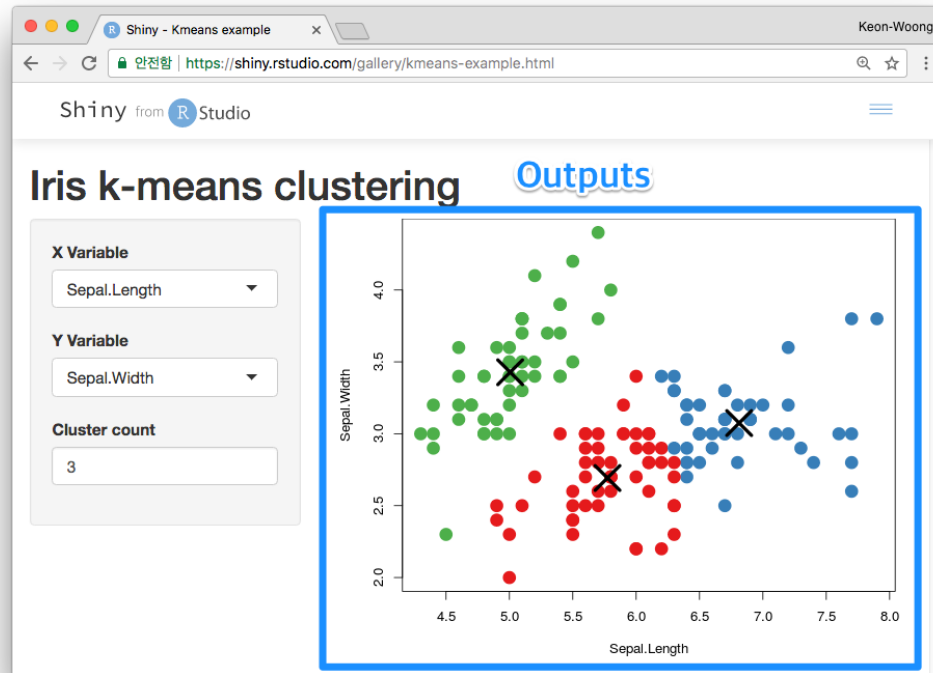 Shiny - Kmeans example
Keon-Woong
안전함 https://shiny.rstudio.com/gallery/kmeans-example.html
Shiny from R Studio
Iris k-means clustering
Outputs
X Variable
Sepal.Length
Y Variable
Sepal.Width
Cluster count
3
Sepal.Width
4.0
3.5
3.0
2.5
2.0
4.5 5.0 5.5 6.0 6.5 7.0 7.5 8.0
Sepal.Length